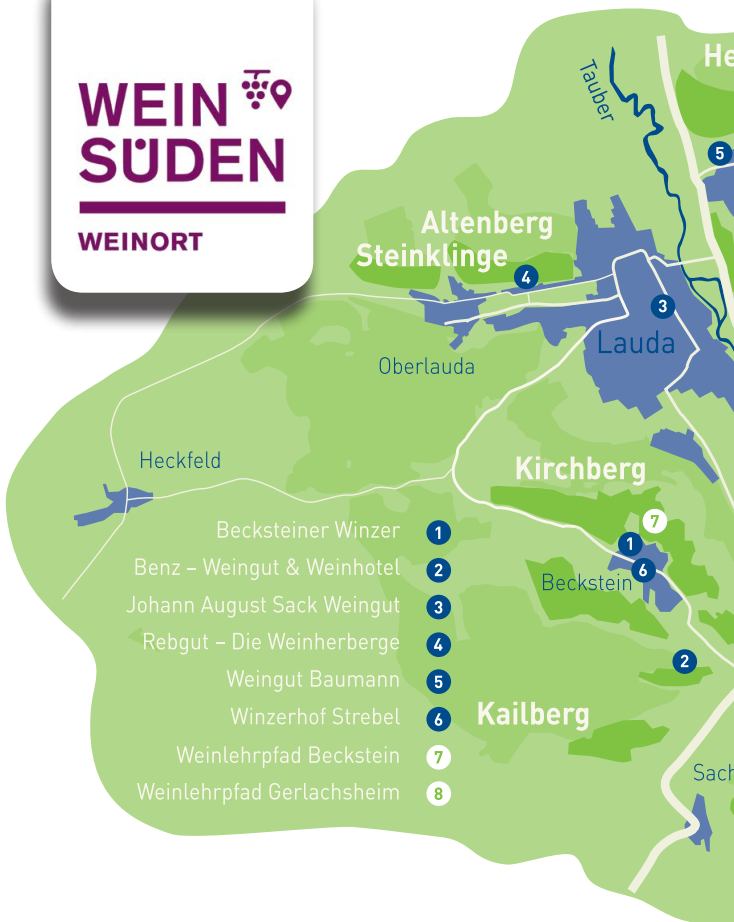 WEIN
SÜDEN
WEINORT
Tauber
He
5
Altenberg
Steinklinge
4
3
Lauda
Oberlauda
Heckfeld
Kirchberg
7
1
6
Beckstein
2
Becksteiner Winzer 1
Benz – Weingut & Weinhotel 2
Johann August Sack Weingut 3
Rebgut – Die Weinherberge 4
Weingut Baumann 5
Winzerhof Strebel 6
Weinlehrpfad Beckstein 7
Weinlehrpfad Gerlachsheim 8
Kailberg
Sach